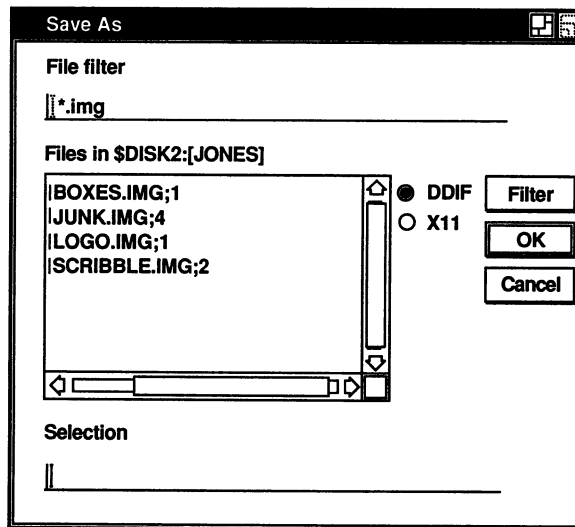 Save As
File filter
*.img
Files in $DISK2:[JONES]
BOXES.IMG;1
JUNK.IMG;4
LOGO.IMG;1
SCRIBBLE.IMG;2
DDIF
X11
Filter
OK
Cancel
Selection